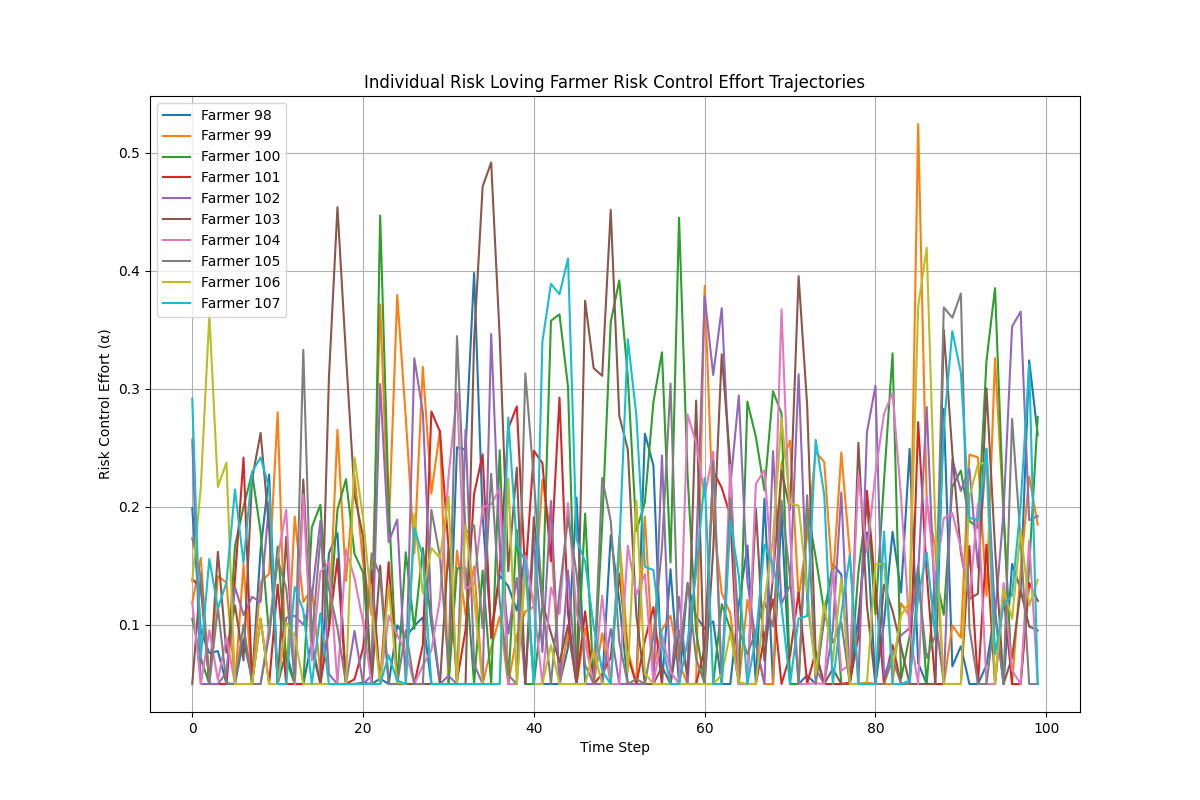 Individual Risk Loving Farmer Risk Control Effort Trajectories
Farmer 98
Farmer 99
Farmer 100
Farmer 101
Farmer 102
Farmer 103
Farmer 104
Farmer 105
Farmer 106
Farmer 107
Risk Control Effort (α)
0.5
0.4
0.3
0.2
0.1
0 20 40 60 80 100
Time Step